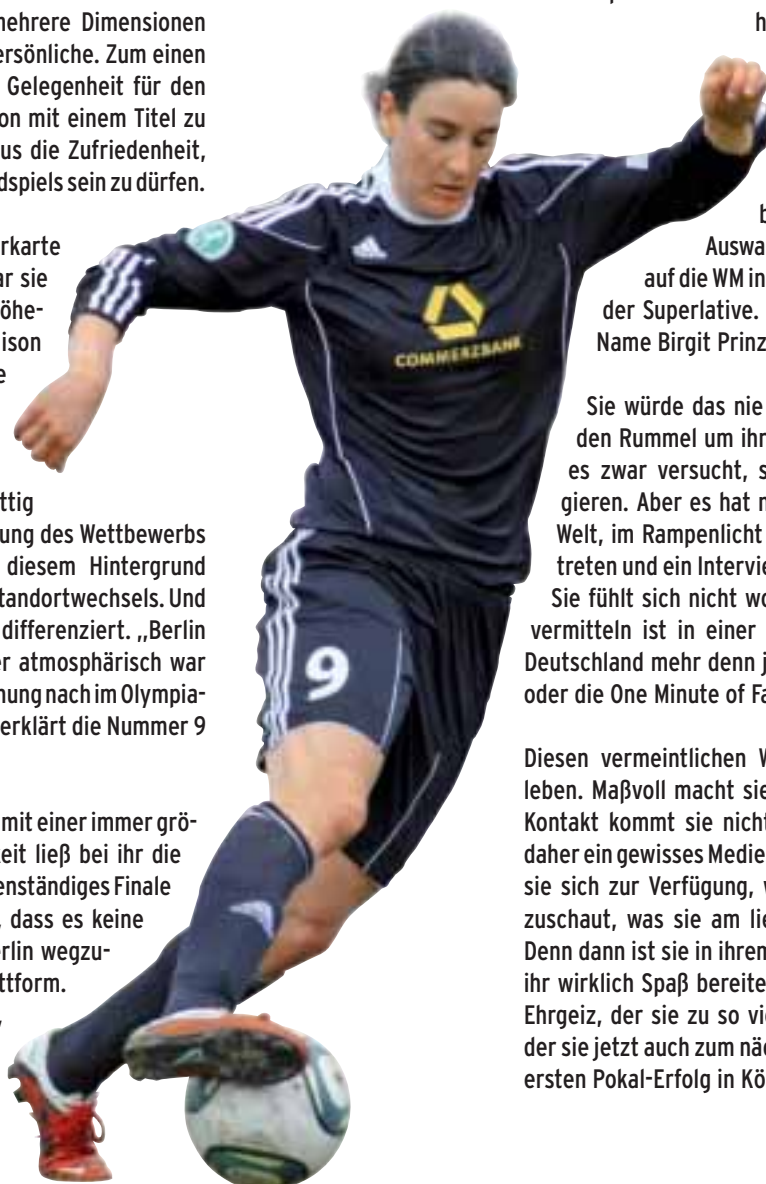 mehrere Dimensionen
ersönliche. Zum einen
Gelegenheit für den
on mit einem Titel zu
us die Zufriedenheit,
dspiels sein zu dürfen.
rkarte
ar sie
öhe-
ison
e
ttig
ung des Wettbewerbs
diesem Hintergrund
tandortwechsels. Und
differenziert. „Berlin
er atmosphärisch war
nung nach im Olympia-
erklärt die Nummer 9
mit einer immer grö-
eit ließ bei ihr die
enständiges Finale
, dass es keine
erlin wegzu-
ttform.
COMMERZBANK
9
h
b
Auswa
auf die WM in
der Superlative.
Name Birgit Prinz
Sie würde das nie
den Rummel um ihr
es zwar versucht, s
gieren. Aber es hat n
Welt, im Rampenlicht
treten und ein Intervie
Sie fühlt sich nicht wo
vermitteln ist in einer
Deutschland mehr denn j
oder die One Minute of Fa
Diesen vermeintlichen W
leben. Maßvoll macht sie
Kontakt kommt sie nicht
daher ein gewisses Medie
sie sich zur Verfügung, w
zuschaut, was sie am lie
Denn dann ist sie in ihrem
ihr wirklich Spaß bereite
Ehrgeiz, der sie zu so vie
der sie jetzt auch zum näc
ersten Pokal-Erfolg in Kö